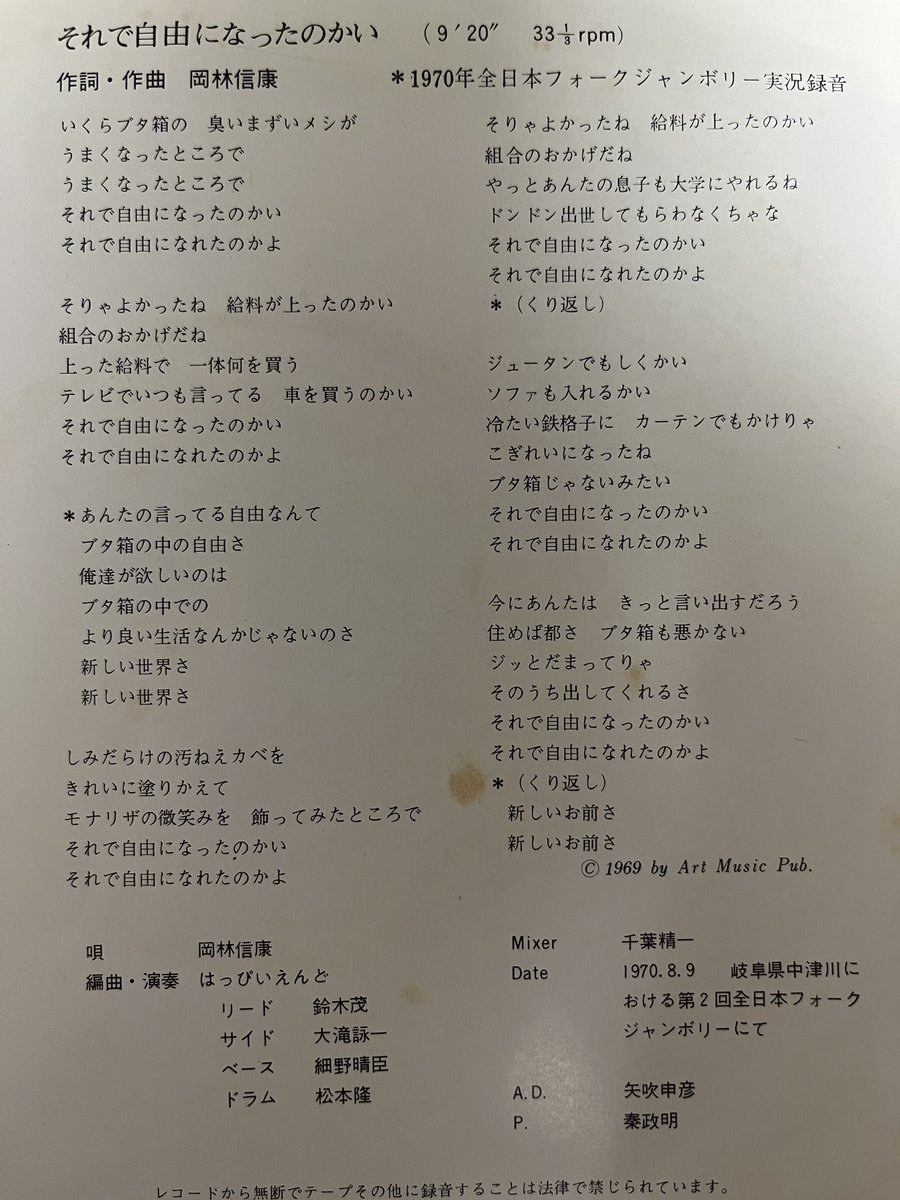 それで自由になったのかい　(9′20″　33⅓rpm)
作詞・作曲　岡林信康　＊1970年全日本フォークジャンボリー実況録音
いくらブタ箱の　臭いまずいメシが
うまくなったところで
うまくなったところで
それで自由になったのかい
それで自由になれたのかよ
そりゃよかったね　給料が上ったのかい
組合のおかげだね
上った給料で　一体何を買う
テレビでいつも言ってる　車を買うのかい
それで自由になったのかい
それで自由になれたのかよ
＊あんたの言ってる自由なんて
ブタ箱の中の自由さ
俺達が欲しいのは
ブタ箱の中での
より良い生活なんかじゃないのさ
新しい世界さ
新しい世界さ
しみだらけの汚ねえカベを
きれいに塗りかえて
モナリザの微笑みを　飾ってみたところで
それで自由になったのかい
それで自由になれたのかよ
そりゃよかったね　給料が上ったのかい
組合のおかげだね
やっとあんたの息子も大学にやれるね
ドンドン出世してもらわなくちゃな
それで自由になったのかい
それで自由になれたのかよ
＊（くり返し）
ジュータンでもしくかい
ソファも入れるかい
冷たい鉄格子に　カーテンでもかけりゃ
こぎれいになったね
ブタ箱じゃないみたい
それで自由になったのかい
それで自由になれたのかよ
今にあんたは　きっと言い出すだろう
住めば都さ　ブタ箱も悪かない
ジッとだまってりゃ
そのうち出してくれるさ
それで自由になったのかい
それで自由になれたのかよ
＊（くり返し）
新しいお前さ
新しいお前さ
Ⓒ 1969 by Art Music Pub.
唄　岡林信康
編曲・演奏　はっぴいえんど
リード　鈴木茂
サイド　大滝詠一
ベース　細野晴臣
ドラム　松本隆
Mixer　千葉精一
Date　1970.8.9　岐阜県中津川に
おける第2回全日本フォーク
ジャンボリーにて
A.D.　矢吹申彦
P.　秦政明
レコードから無断でテープその他に録音することは法律で禁じられています。